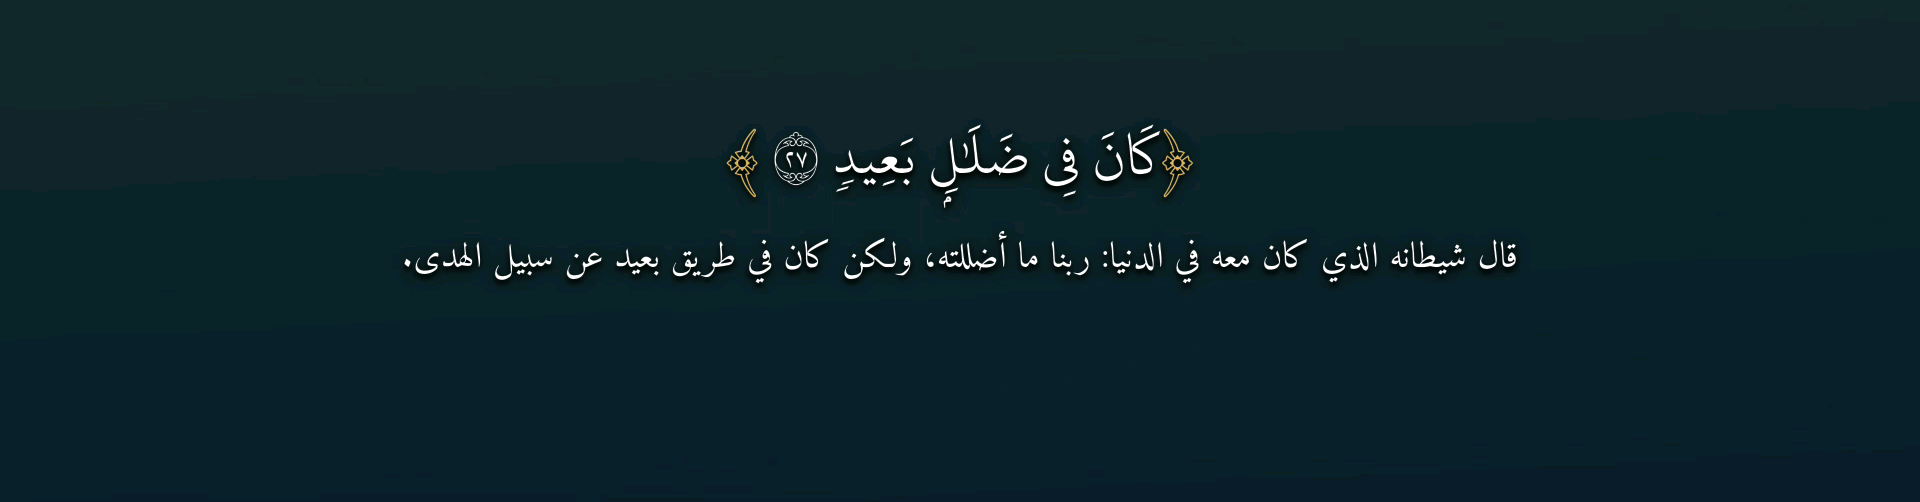 ﴿كَانَ فِى ضَلَـٰلٍۭ بَعِيدٍۢ ٢٧﴾
قال شيطانه الذي كان معه في الدنيا: ربنا ما أضللته، ولكن كان في طريق بعيد عن سبيل الهدى.